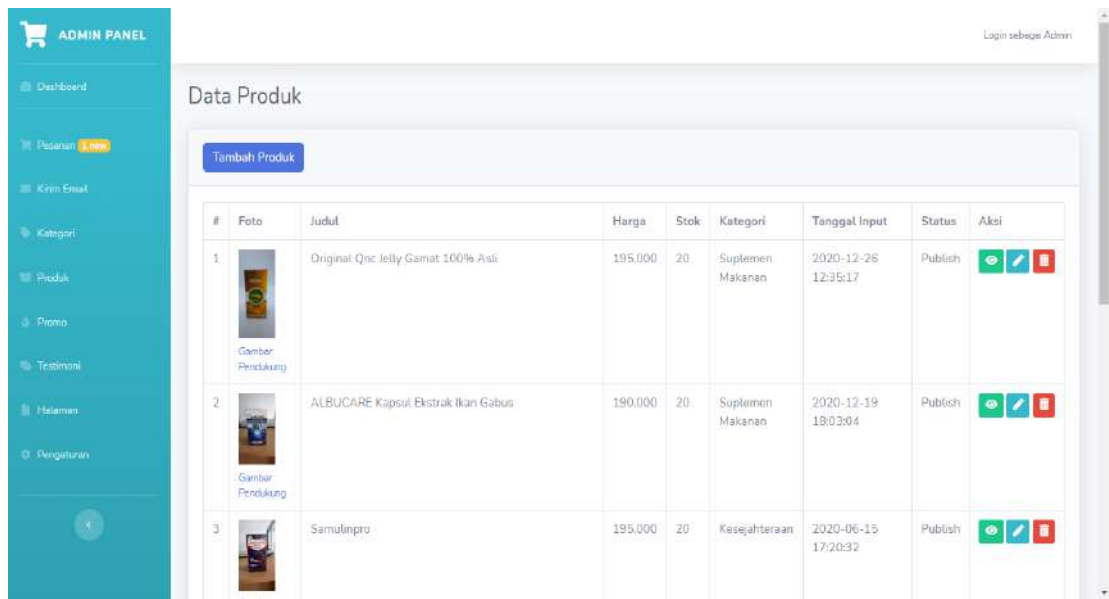 ADMIN PANEL
Login sebagai Admin
Dashboard
Pesanan 1 new
Kirim Email
Kategori
Produk
Promo
Testimoni
Halaman
Pengaturan
Data Produk
Tambah Produk
# Foto Judul Harga Stok Kategori Tanggal Input Status Aksi
1 Original Qnc Jelly Gamat 100% Asli 195.000 20 Suplemen 2020-12-26 Publish
Makanan 12:35:17
Gambar
Pendukung
2 ALBUCARE Kapsul Ekstrak Ikan Gabus 190.000 20 Suplemen 2020-12-19 Publish
Makanan 18:03:04
Gambar
Pendukung
3 Samulinpro 195.000 20 Kesejahteraan 2020-06-15 Publish
17:20:32